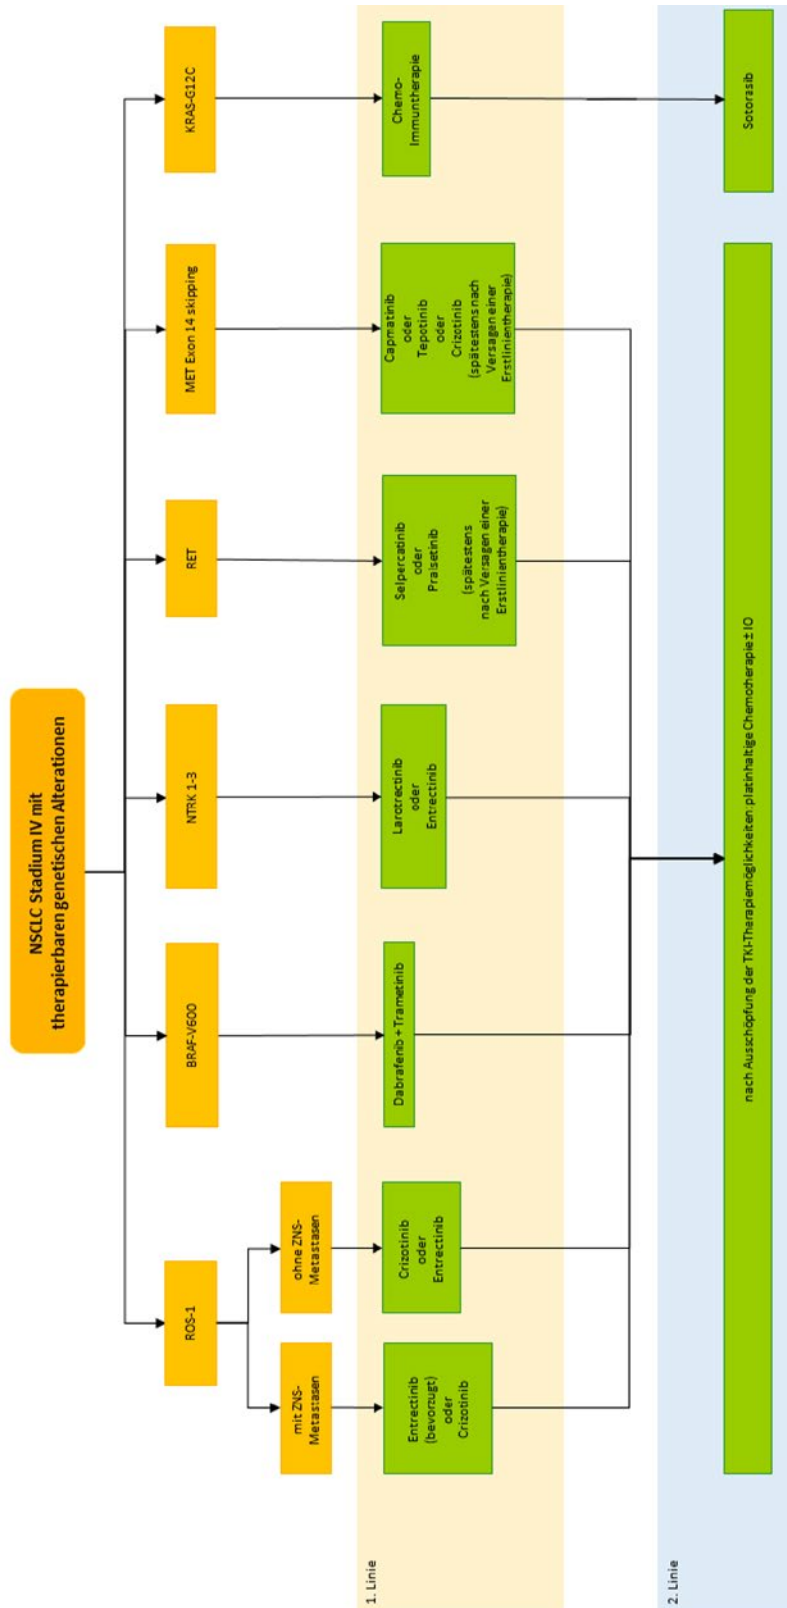 NSCLC Stadium IV mit
therapierbaren genetischen Alterationen
ROS-1
BRAF-V600
NTRK 1-3
RET
MET Exon 14 skipping
KRAS-G12C
mit ZNS-
Metastasen
ohne ZNS-
Metastasen
1. Linie
Entrectinib
(bevorzugt)
oder
Crizotinib
Crizotinib
oder
Entrectinib
Dabrafenib + Trametinib
Larotrectinib
oder
Entrectinib
Selpercatinib
oder
Pralsetinib
(spätestens
nach Versagen einer
Erstlinientherapie)
Capmatinib
oder
Tepotinib
oder
Crizotinib
(spätestens nach
Versagen einer
Erstlinientherapie)
Chemo-
Immuntherapie
2. Linie
nach Ausschöpfung der TKI-Therapiemöglichkeiten: platinhaltige Chemotherapie ± IO
Sotorasib